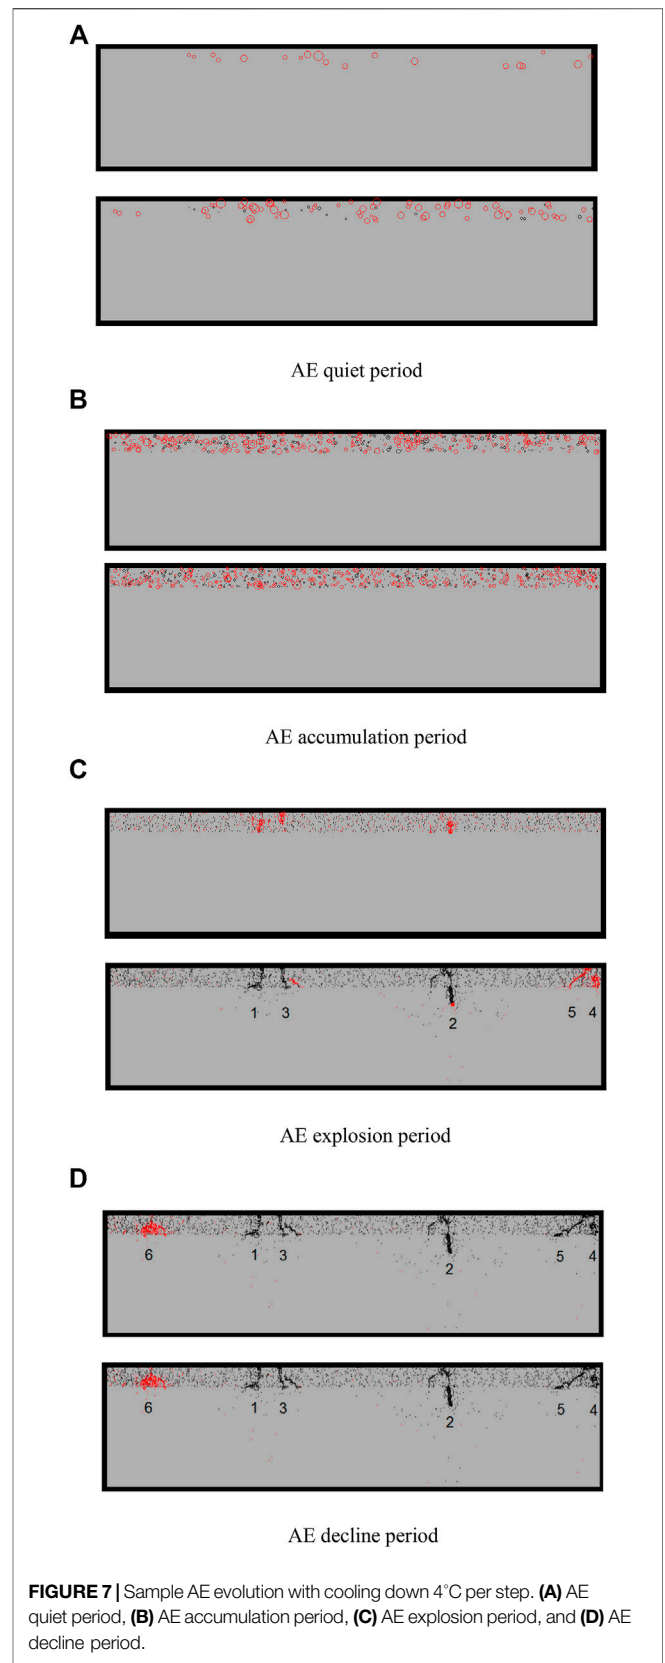 A
AE quiet period
B
AE accumulation period
C
1 3 2 5 4
AE explosion period
D
6 1 3 2 5 4
6 1 3 2 5 4
AE decline period
FIGURE 7 | Sample AE evolution with cooling down 4°C per step. (A) AE
quiet period, (B) AE accumulation period, (C) AE explosion period, and (D) AE
decline period.